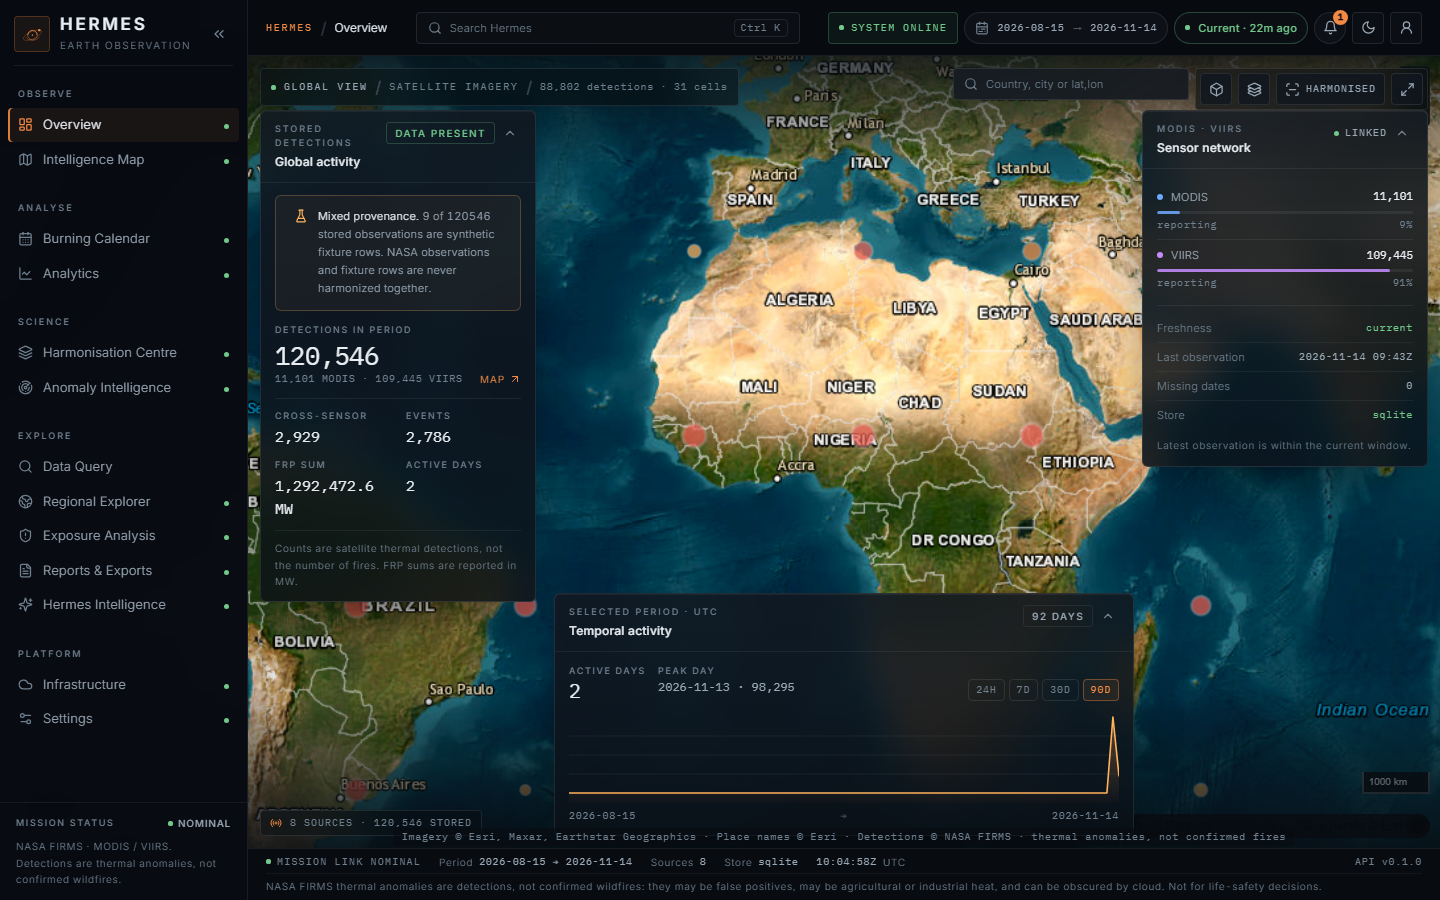 HERMES
EARTH OBSERVATION
OBSERVE
Overview
Intelligence Map
ANALYSE
Burning Calendar
Analytics
SCIENCE
Harmonisation Centre
Anomaly Intelligence
EXPLORE
Data Query
Regional Explorer
Exposure Analysis
Reports & Exports
Hermes Intelligence
PLATFORM
Infrastructure
Settings
MISSION STATUS
NOMINAL
NASA FIRMS · MODIS / VIIRS.
Detections are thermal anomalies, not
confirmed wildfires.
HERMES / Overview
Search Hermes
Ctrl K
SYSTEM ONLINE
2026-08-15 → 2026-11-14
Current · 22m ago
1
GLOBAL VIEW / SATELLITE IMAGERY / 88,802 detections · 31 cells
Country, city or lat,lon
HARMONISED
STORED
DETECTIONS
DATA PRESENT
Global activity
Mixed provenance. 9 of 120546
stored observations are synthetic
fixture rows. NASA observations
and fixture rows are never
harmonized together.
DETECTIONS IN PERIOD
120,546
11,101 MODIS · 109,445 VIIRS
MAP
CROSS-SENSOR
EVENTS
2,929
2,786
FRP SUM
ACTIVE DAYS
1,292,472.6
2
MW
Counts are satellite thermal detections, not
the number of fires. FRP sums are reported in
MW.
MODIS · VIIRS
LINKED
Sensor network
MODIS
11,101
reporting
9%
VIIRS
109,445
reporting
91%
Freshness
current
Last observation
2026-11-14 09:43Z
Missing dates
0
Store
sqlite
Latest observation is within the current window.
London
GERMANY
Wa
Paris
FRANCE
Milan
ITALY
Istanbul
Madrid
SPAIN
GREECE
TURKEY
Baghda
Cairo
ALGERIA
LIBYA
EGYPT
SAUDI ARAB
MALI
NIGER
SUDAN
CHAD
NIGERIA
Accra
ETHIOPIA
DR CONGO
TANZANIA
BRAZIL
BOLIVIA
Sao Paulo
Buenos Aires
ARGENTINA
Indian Ocean
1000 km
SELECTED PERIOD · UTC
92 DAYS
Temporal activity
ACTIVE DAYS
PEAK DAY
2
2026-11-13 · 98,295
24H
7D
30D
90D
2026-08-15
→
2026-11-14
8 SOURCES · 120,546 STORED
Imagery © Esri, Maxar, Earthstar Geographics · Place names © Esri · Detections © NASA FIRMS · thermal anomalies, not confirmed fires
MISSION LINK NOMINAL
Period 2026-08-15 → 2026-11-14
Sources 8
Store sqlite
10:04:58Z UTC
API v0.1.0
NASA FIRMS thermal anomalies are detections, not confirmed wildfires: they may be false positives, may be agricultural or industrial heat, and can be obscured by cloud. Not for life-safety decisions.